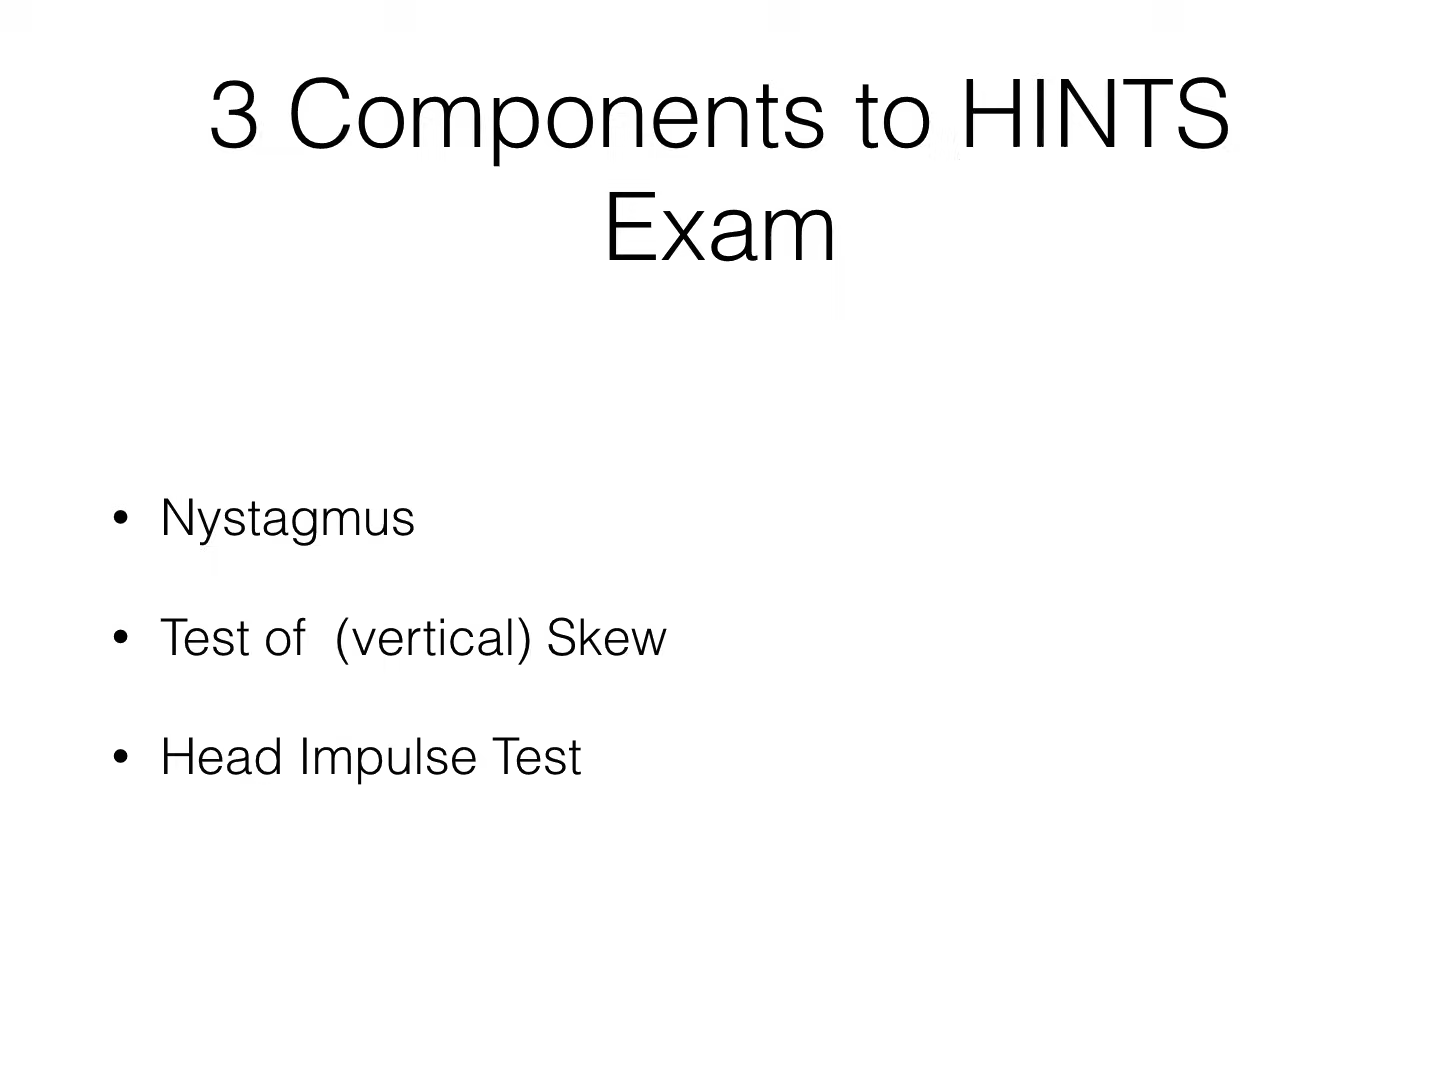 3 Components to HINTS
Exam
• Nystagmus
• Test of  (vertical) Skew
• Head Impulse Test